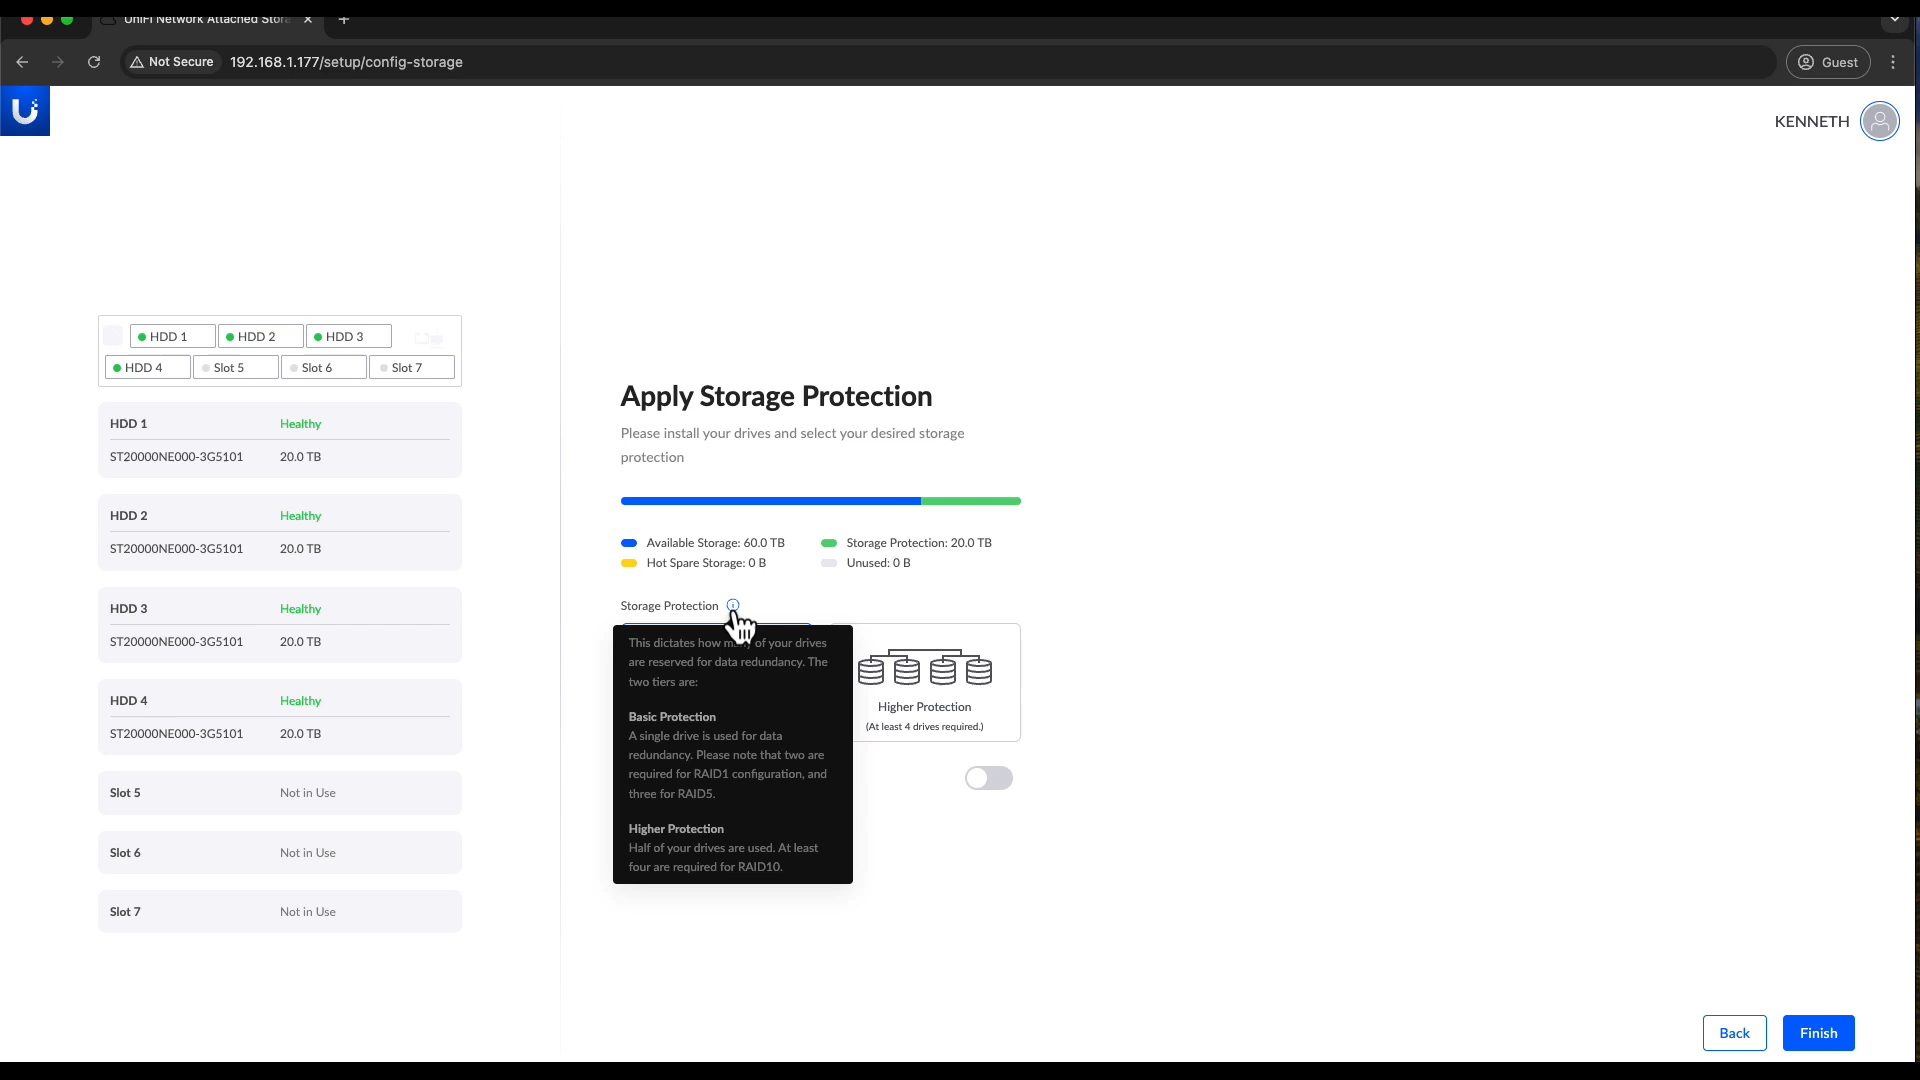 UniFi Network Attached Stora
Not Secure
192.168.1.177/setup/config-storage
Guest
KENNETH
HDD 1
HDD 2
HDD 3
HDD 4
Slot 5
Slot 6
Slot 7
HDD 1 Healthy
ST20000NE000-3G5101 20.0 TB
HDD 2 Healthy
ST20000NE000-3G5101 20.0 TB
HDD 3 Healthy
ST20000NE000-3G5101 20.0 TB
HDD 4 Healthy
ST20000NE000-3G5101 20.0 TB
Slot 5 Not in Use
Slot 6 Not in Use
Slot 7 Not in Use
Apply Storage Protection
Please install your drives and select your desired storage
protection
Available Storage: 60.0 TB
Storage Protection: 20.0 TB
Hot Spare Storage: 0 B
Unused: 0 B
Storage Protection
This dictates how many of your drives
are reserved for data redundancy. The
two tiers are:
Basic Protection
A single drive is used for data
redundancy. Please note that two are
required for RAID1 configuration, and
three for RAID5.
Higher Protection
Half of your drives are used. At least
four are required for RAID10.
Higher Protection
(At least 4 drives required.)
Back
Finish